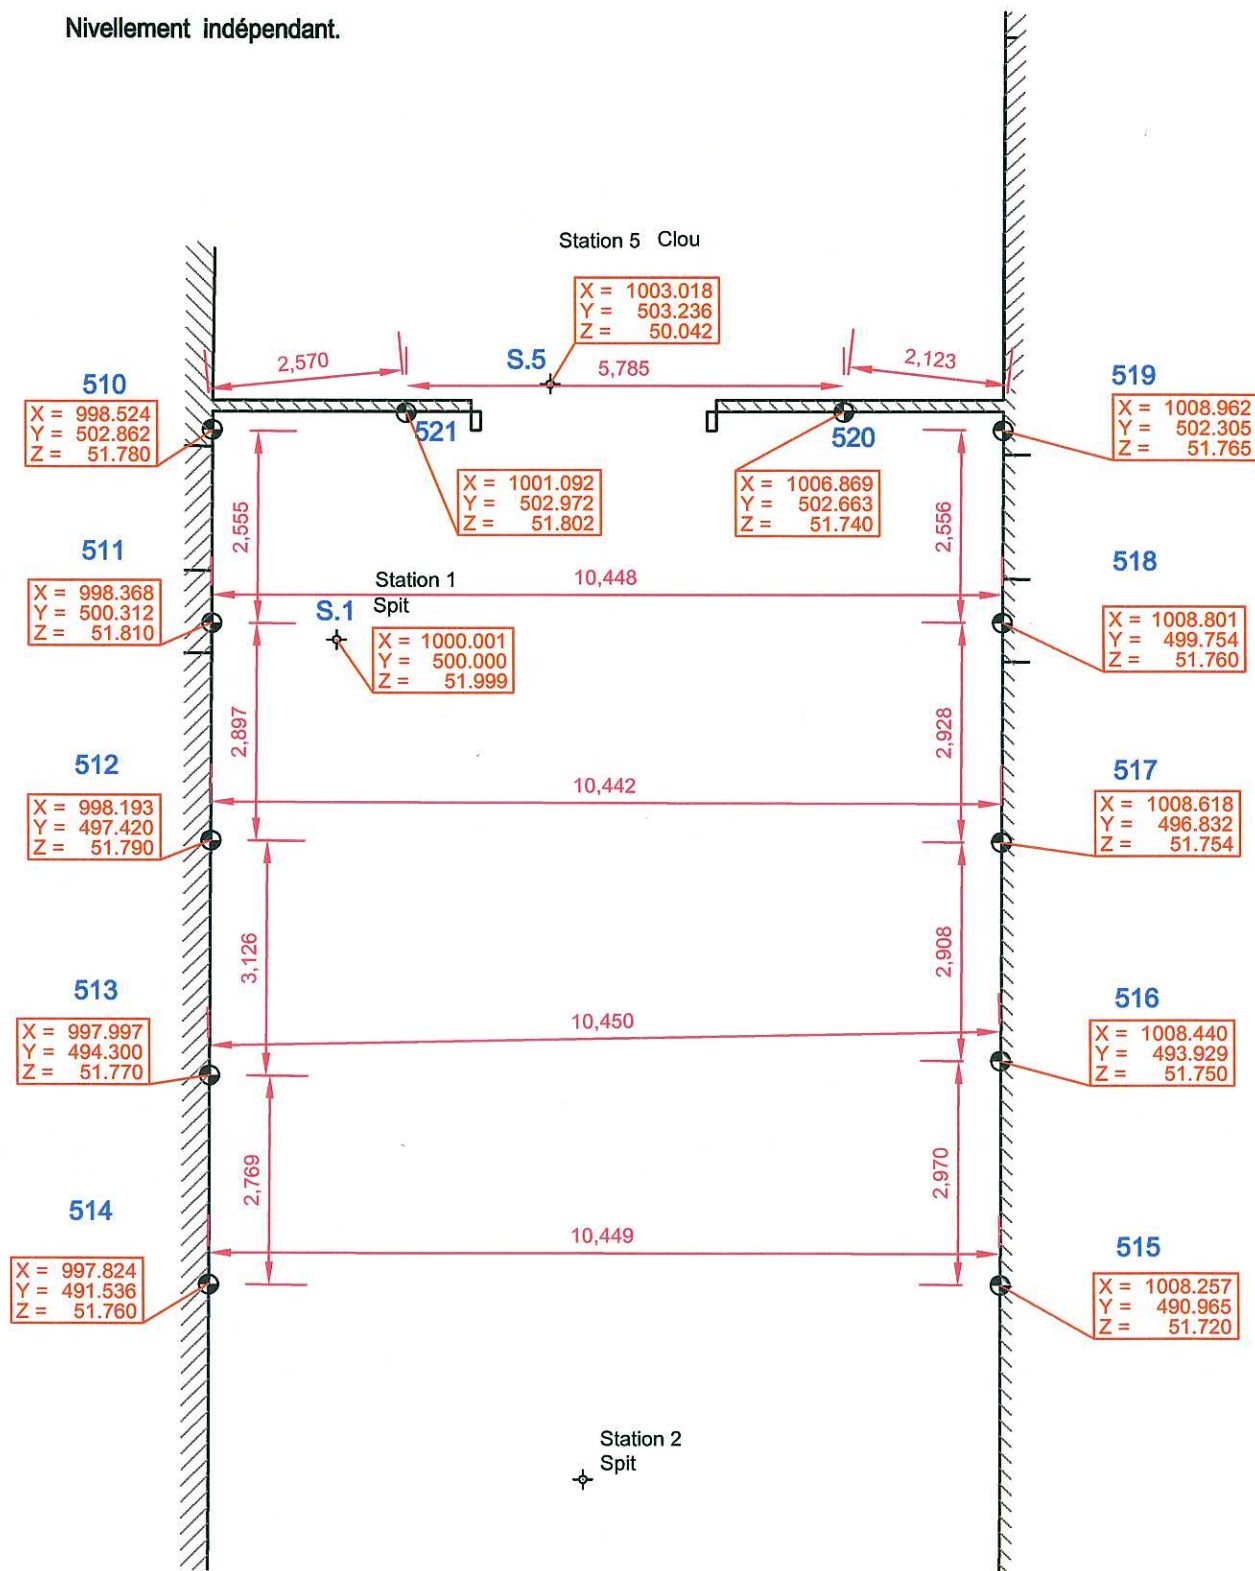 Nivellement indépendant.
Station 5 Clou
X = 1003.018
Y = 503.236
Z = 50.042
S.5
2,570
5,785
2,123
510
X = 998.524
Y = 502.862
Z = 51.780
519
X = 1008.962
Y = 502.305
Z = 51.765
521
520
X = 1001.092
Y = 502.972
Z = 51.802
X = 1006.869
Y = 502.663
Z = 51.740
2,555
2,556
511
X = 998.368
Y = 500.312
Z = 51.810
Station 1
Spit
S.1
X = 1000.001
Y = 500.000
Z = 51.999
10,448
518
X = 1008.801
Y = 499.754
Z = 51.760
2,897
2,928
512
X = 998.193
Y = 497.420
Z = 51.790
10,442
517
X = 1008.618
Y = 496.832
Z = 51.754
3,126
2,908
513
X = 997.997
Y = 494.300
Z = 51.770
10,450
516
X = 1008.440
Y = 493.929
Z = 51.750
2,769
2,970
514
X = 997.824
Y = 491.536
Z = 51.760
10,449
515
X = 1008.257
Y = 490.965
Z = 51.720
Station 2
Spit